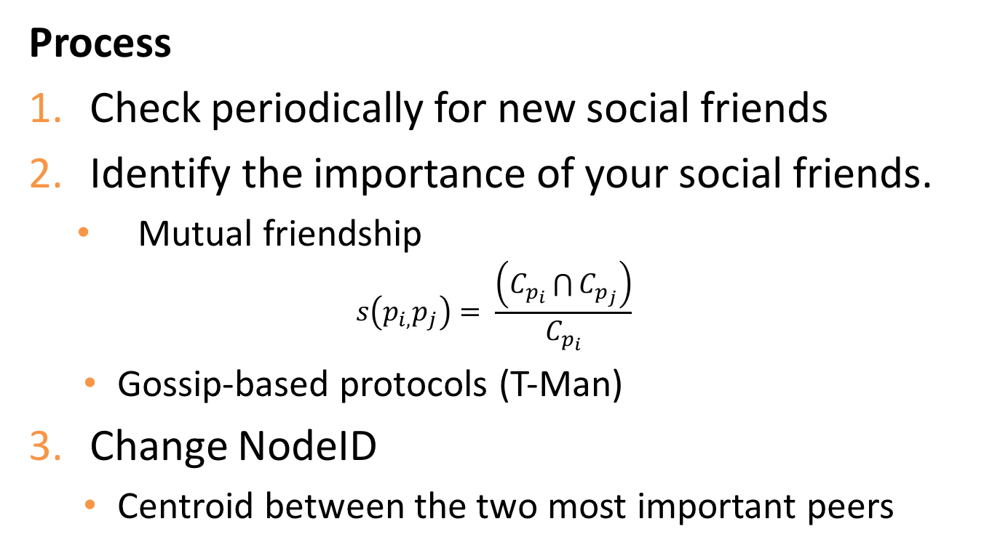 Process
1. Check periodically for new social friends
2. Identify the importance of your social friends.
• Mutual friendship
$s(p_{i,}p_j) = \frac{(C_{p_i} \cap C_{p_j})}{C_{p_i}}$
• Gossip-based protocols (T-Man)
3. Change NodeID
• Centroid between the two most important peers